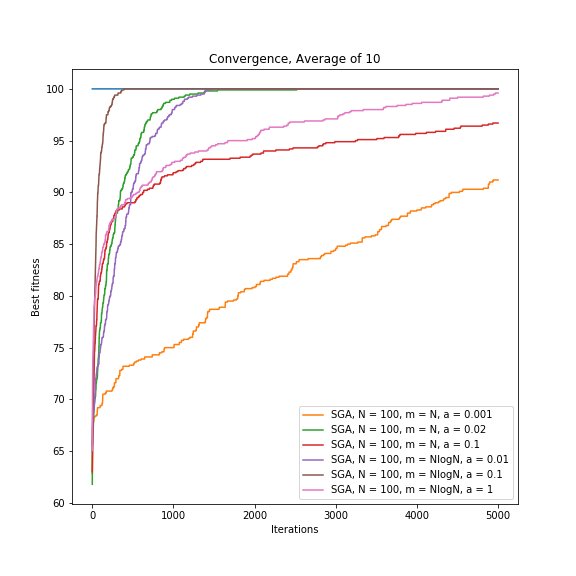 Convergence, Average of 10
100
95
90
85
80
75
70
65
60
Best fitness
0
1000
2000
3000
4000
5000
Iterations
SGA, N = 100, m = N, a = 0.001
SGA, N = 100, m = N, a = 0.02
SGA, N = 100, m = N, a = 0.1
SGA, N = 100, m = NlogN, a = 0.01
SGA, N = 100, m = NlogN, a = 0.1
SGA, N = 100, m = NlogN, a = 1